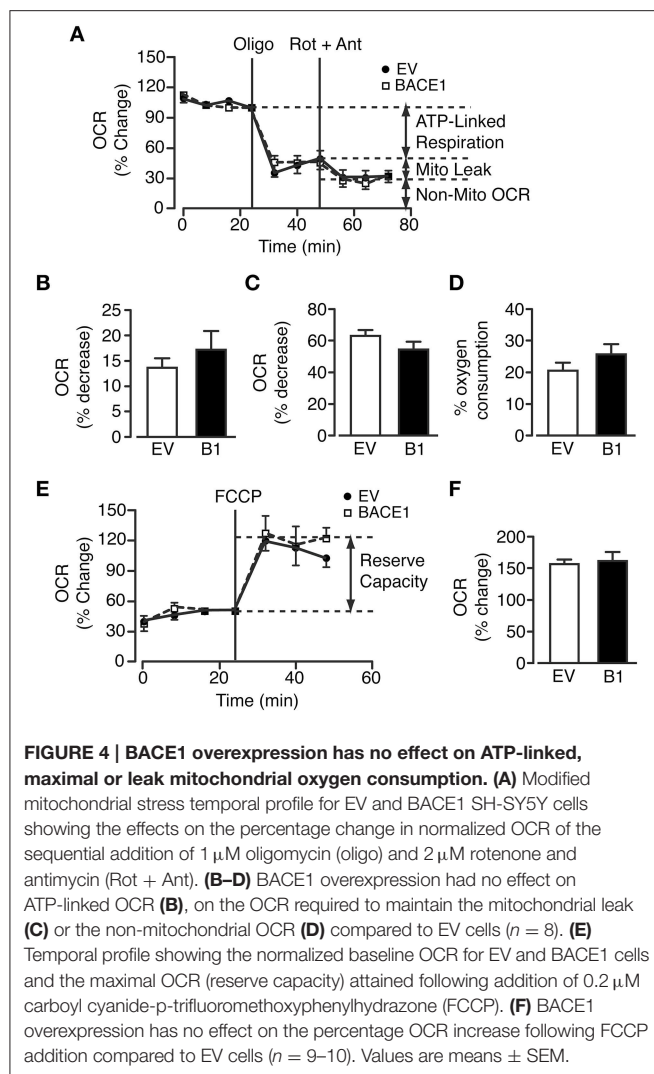 A
Oligo Rot + Ant
EV
BACE1
150
120
90
60
30
0
OCR
(% Change)
ATP-Linked
Respiration
Mito Leak
Non-Mito OCR
0 20 40 60 80
Time (min)
B
25
20
15
10
5
0
OCR
(% decrease)
EV B1
C
80
60
40
20
0
OCR
(% decrease)
EV B1
D
40
30
20
10
0
% oxygen
consumption
EV B1
E
FCCP
EV
BACE1
150
120
90
60
30
0
OCR
(% Change)
Reserve
Capacity
0 20 40 60
Time (min)
F
200
150
100
50
0
OCR
(% change)
EV B1
FIGURE 4 | BACE1 overexpression has no effect on ATP-linked,
maximal or leak mitochondrial oxygen consumption. (A) Modified
mitochondrial stress temporal profile for EV and BACE1 SH-SY5Y cells
showing the effects on the percentage change in normalized OCR of the
sequential addition of 1 μM oligomycin (oligo) and 2 μM rotenone and
antimycin (Rot + Ant). (B–D) BACE1 overexpression had no effect on
ATP-linked OCR (B), on the OCR required to maintain the mitochondrial leak
(C) or the non-mitochondrial OCR (D) compared to EV cells (n = 8). (E)
Temporal profile showing the normalized baseline OCR for EV and BACE1 cells
and the maximal OCR (reserve capacity) attained following addition of 0.2 μM
carboyl cyanide-p-trifluoromethoxyphenylhydrazone (FCCP). (F) BACE1
overexpression has no effect on the percentage OCR increase following FCCP
addition compared to EV cells (n = 9–10). Values are means ± SEM.